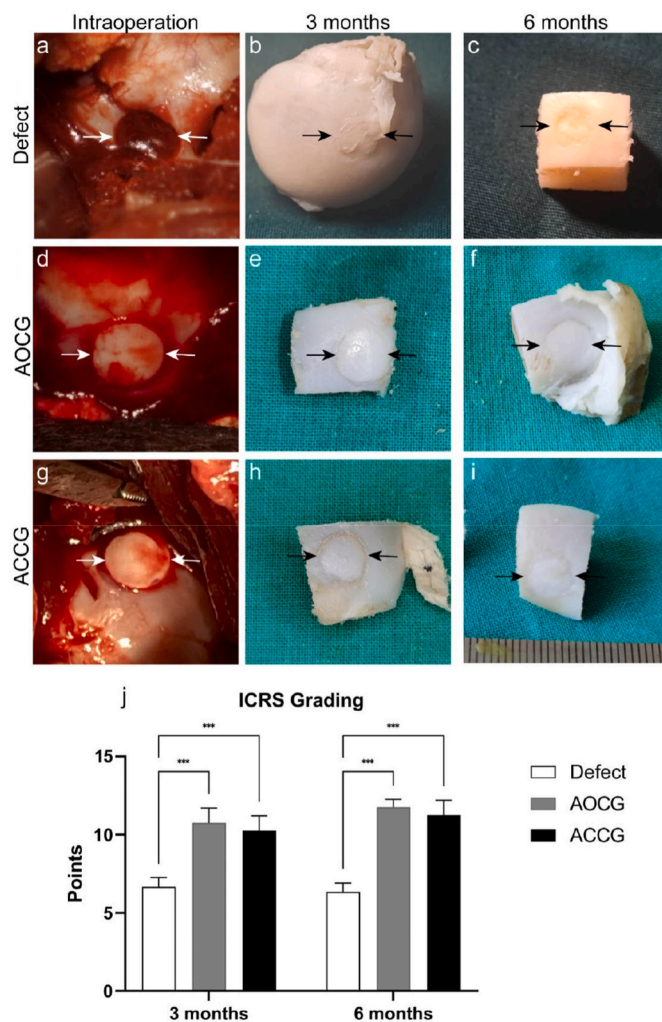 Intraoperation 3 months 6 months
Defect
a b c
AOCG
d e f
ACCG
g h i
j
ICRS Grading
***
***
***
***
15
10
5
0
Points
3 months 6 months
Defect
AOCG
ACCG